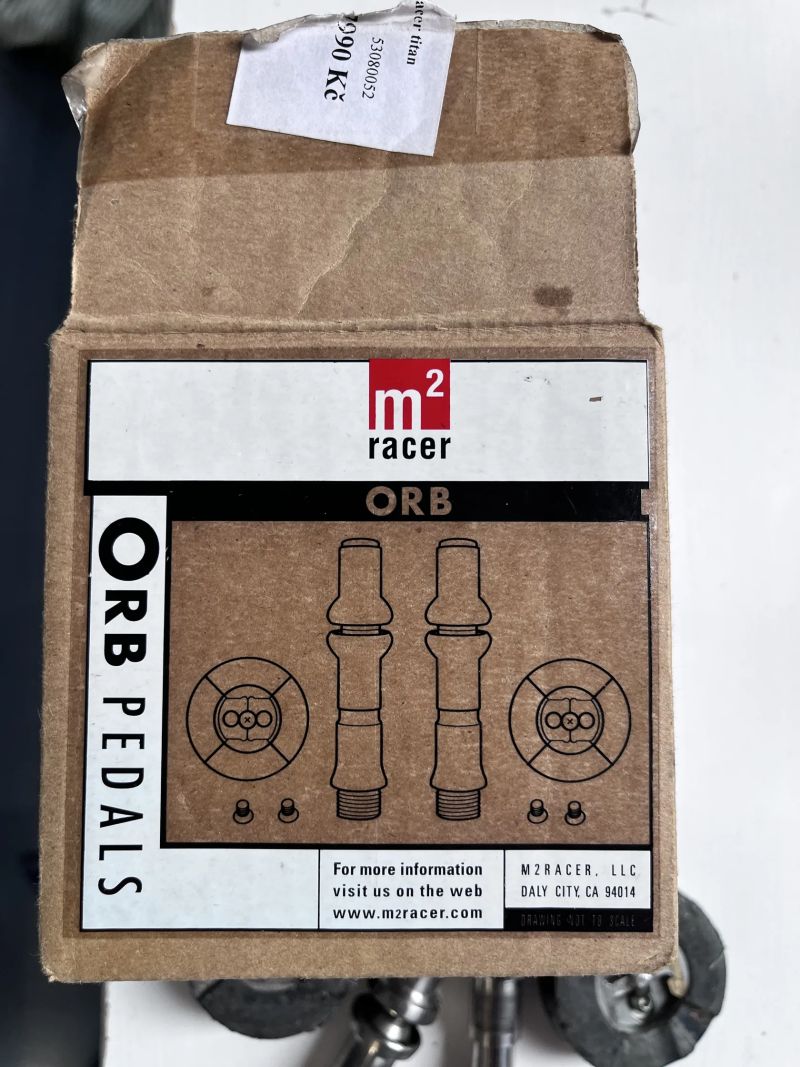 titan
53080052
990 Kč
m²
racer
ORB
ORB PEDALS
For more information
visit us on the web
www.m2racer.com
M2RACER, LLC
DALY CITY, CA 94014
DRAWING NOT TO SCALE